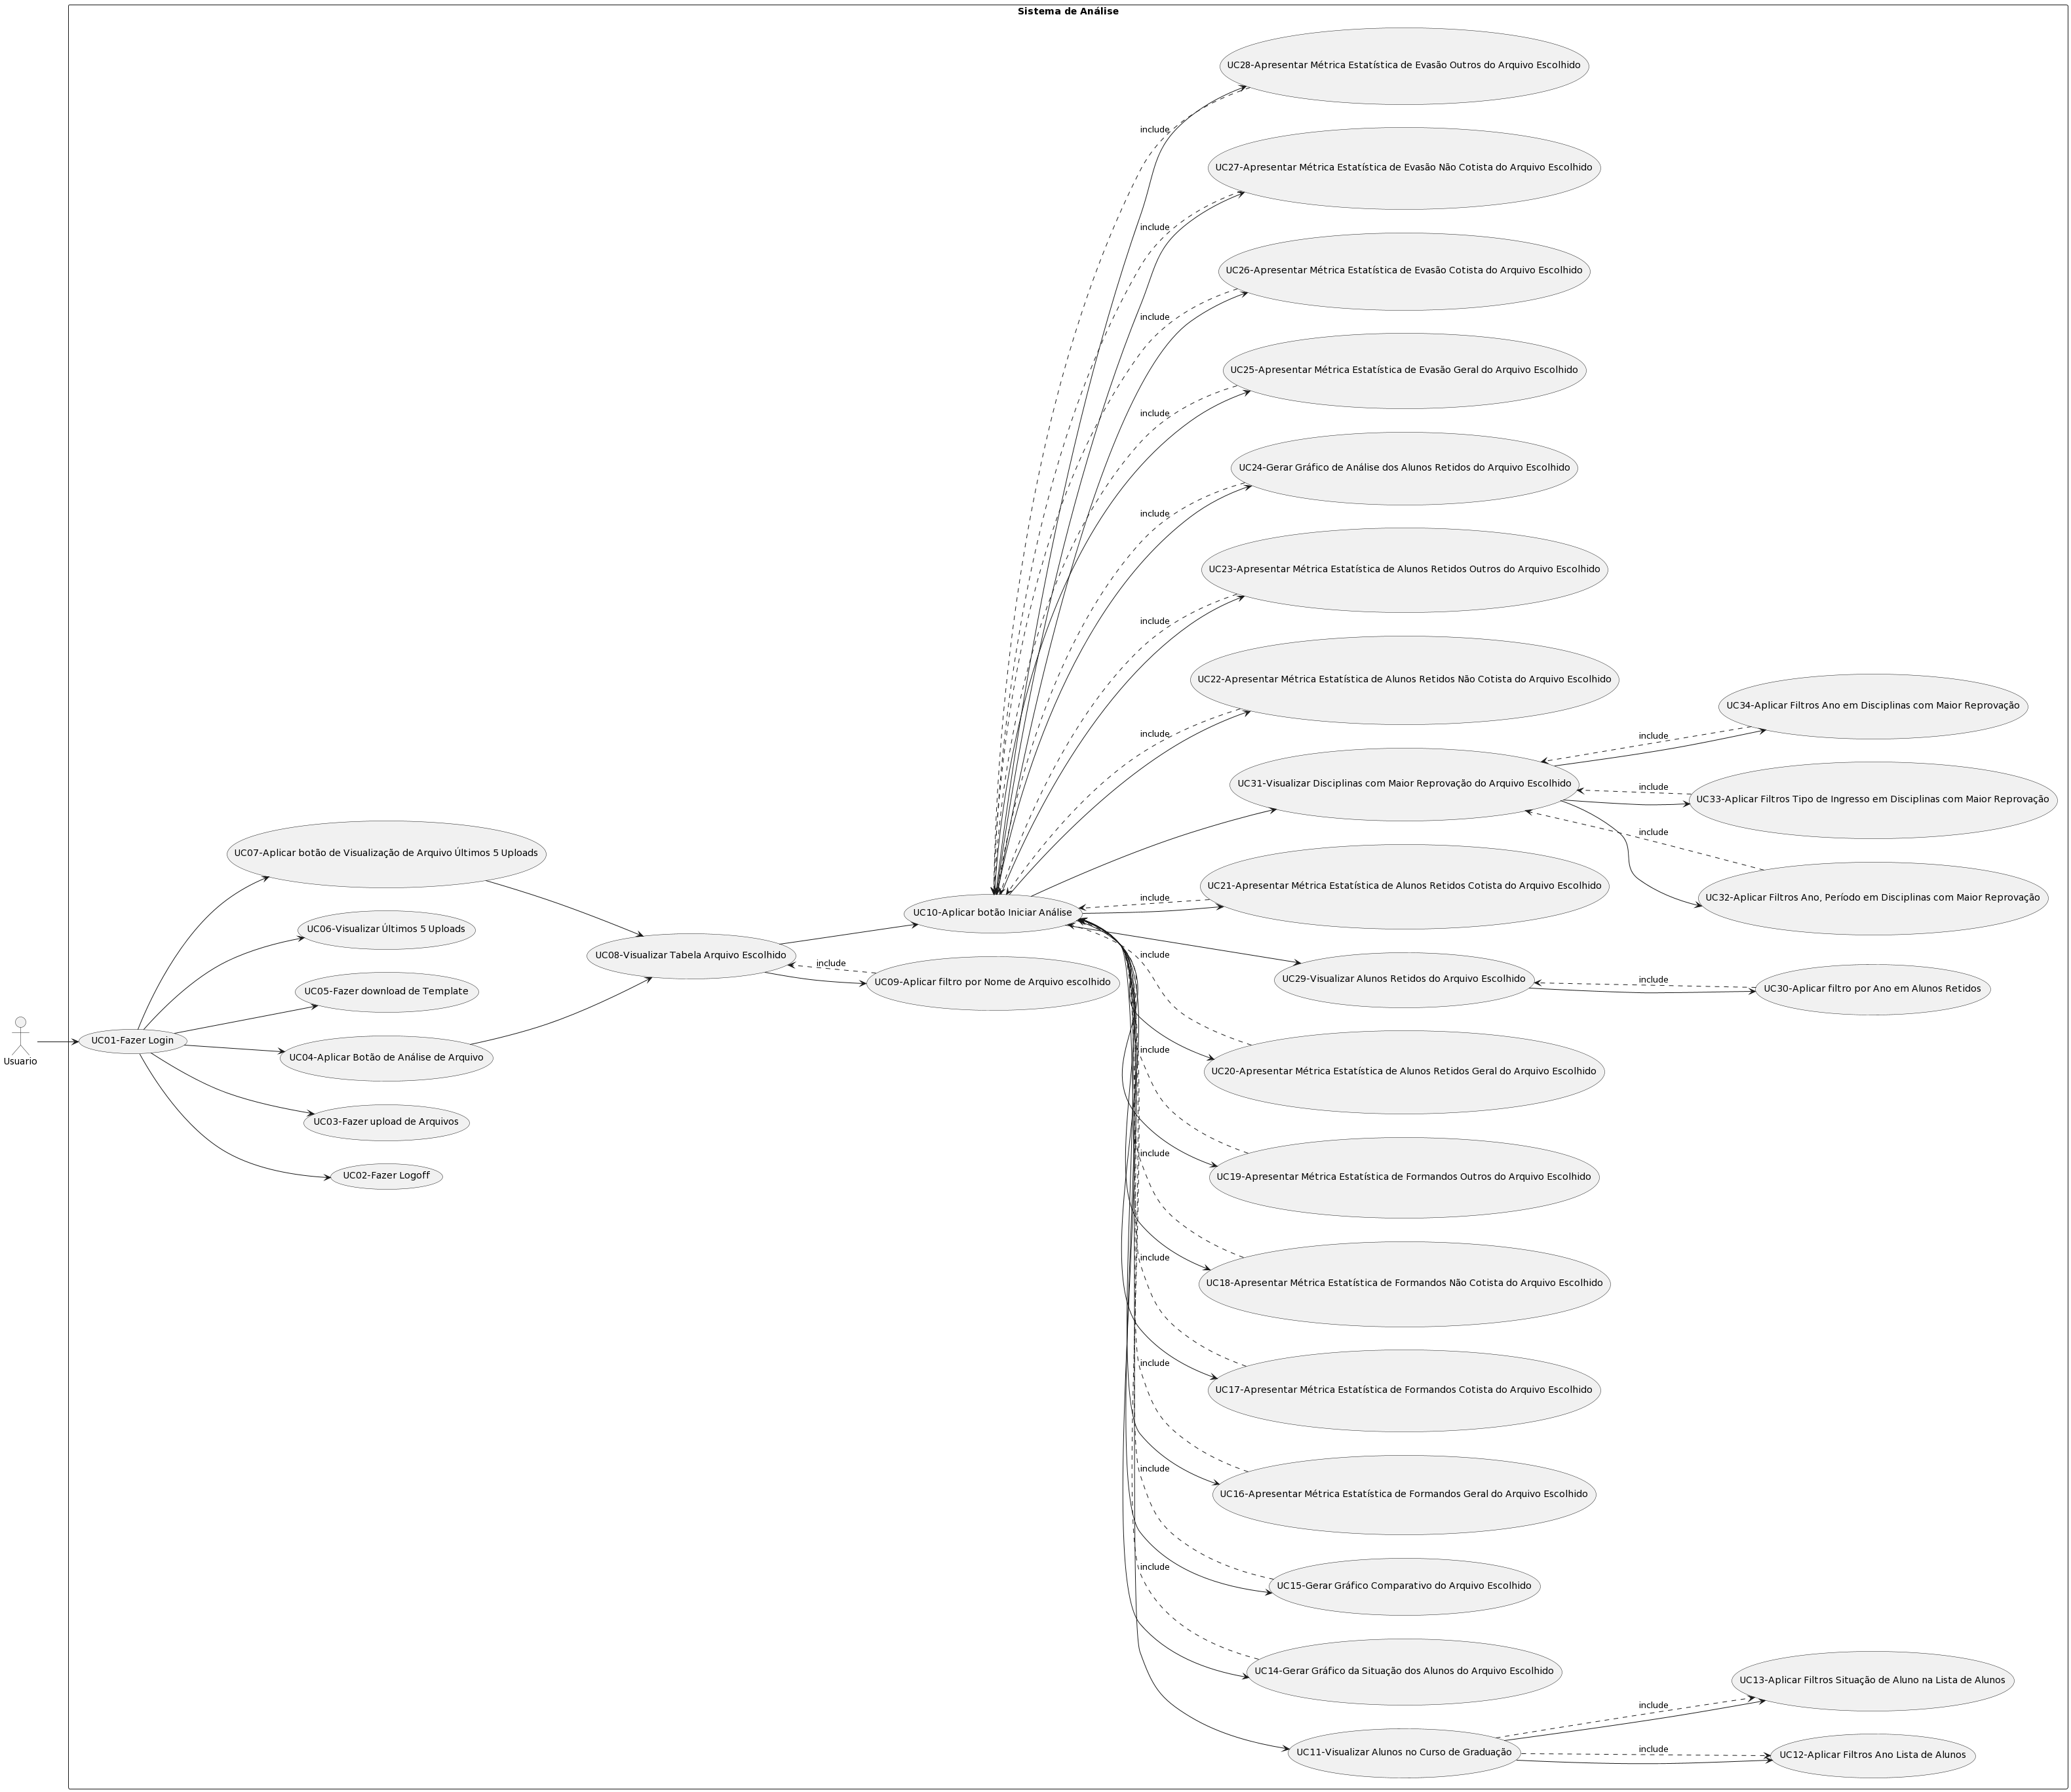 Sistema de Análise
UC28-Apresentar Métrica Estatística de Evasão Outros do Arquivo Escolhido
include
UC27-Apresentar Métrica Estatística de Evasão Não Cotista do Arquivo Escolhido
include
UC26-Apresentar Métrica Estatística de Evasão Cotista do Arquivo Escolhido
include
UC25-Apresentar Métrica Estatística de Evasão Geral do Arquivo Escolhido
include
UC24-Gerar Gráfico de Análise dos Alunos Retidos do Arquivo Escolhido
include
UC23-Apresentar Métrica Estatística de Alunos Retidos Outros do Arquivo Escolhido
include
UC22-Apresentar Métrica Estatística de Alunos Retidos Não Cotista do Arquivo Escolhido
include
UC34-Aplicar Filtros Ano em Disciplinas com Maior Reprovação
include
UC31-Visualizar Disciplinas com Maior Reprovação do Arquivo Escolhido
include
UC33-Aplicar Filtros Tipo de Ingresso em Disciplinas com Maior Reprovação
include
UC32-Aplicar Filtros Ano, Período em Disciplinas com Maior Reprovação
UC07-Aplicar botão de Visualização de Arquivo Últimos 5 Uploads
UC21-Apresentar Métrica Estatística de Alunos Retidos Cotista do Arquivo Escolhido
include
UC10-Aplicar botão Iniciar Análise
UC06-Visualizar Últimos 5 Uploads
UC08-Visualizar Tabela Arquivo Escolhido
include
UC09-Aplicar filtro por Nome de Arquivo escolhido
include
UC29-Visualizar Alunos Retidos do Arquivo Escolhido
include
UC30-Aplicar filtro por Ano em Alunos Retidos
UC05-Fazer download de Template
UC01-Fazer Login
Usuario
UC04-Aplicar Botão de Análise de Arquivo
include
UC20-Apresentar Métrica Estatística de Alunos Retidos Geral do Arquivo Escolhido
UC03-Fazer upload de Arquivos
include
UC19-Apresentar Métrica Estatística de Formandos Outros do Arquivo Escolhido
UC02-Fazer Logoff
include
UC18-Apresentar Métrica Estatística de Formandos Não Cotista do Arquivo Escolhido
include
UC17-Apresentar Métrica Estatística de Formandos Cotista do Arquivo Escolhido
include
UC16-Apresentar Métrica Estatística de Formandos Geral do Arquivo Escolhido
include
UC15-Gerar Gráfico Comparativo do Arquivo Escolhido
include
UC14-Gerar Gráfico da Situação dos Alunos do Arquivo Escolhido
UC13-Aplicar Filtros Situação de Aluno na Lista de Alunos
include
UC11-Visualizar Alunos no Curso de Graduação
include
UC12-Aplicar Filtros Ano Lista de Alunos